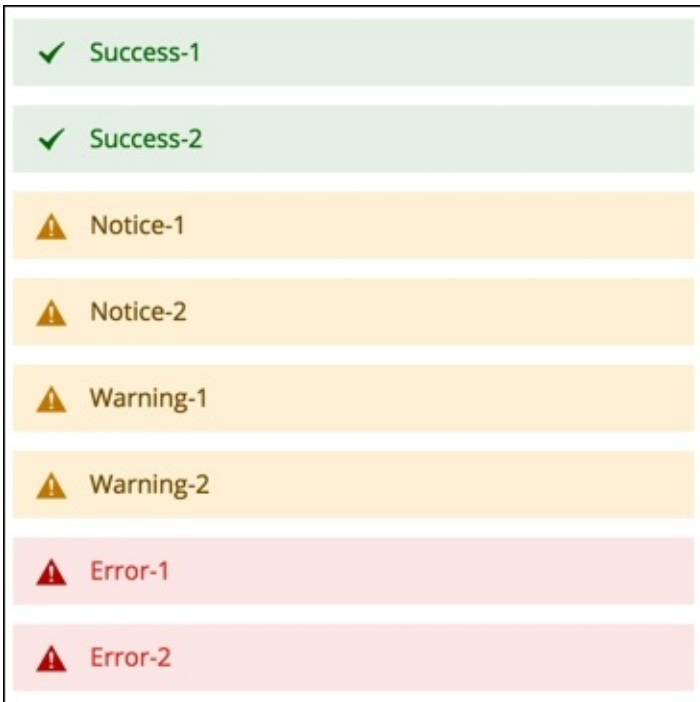 Success-1
Success-2
Notice-1
Notice-2
Warning-1
Warning-2
Error-1
Error-2